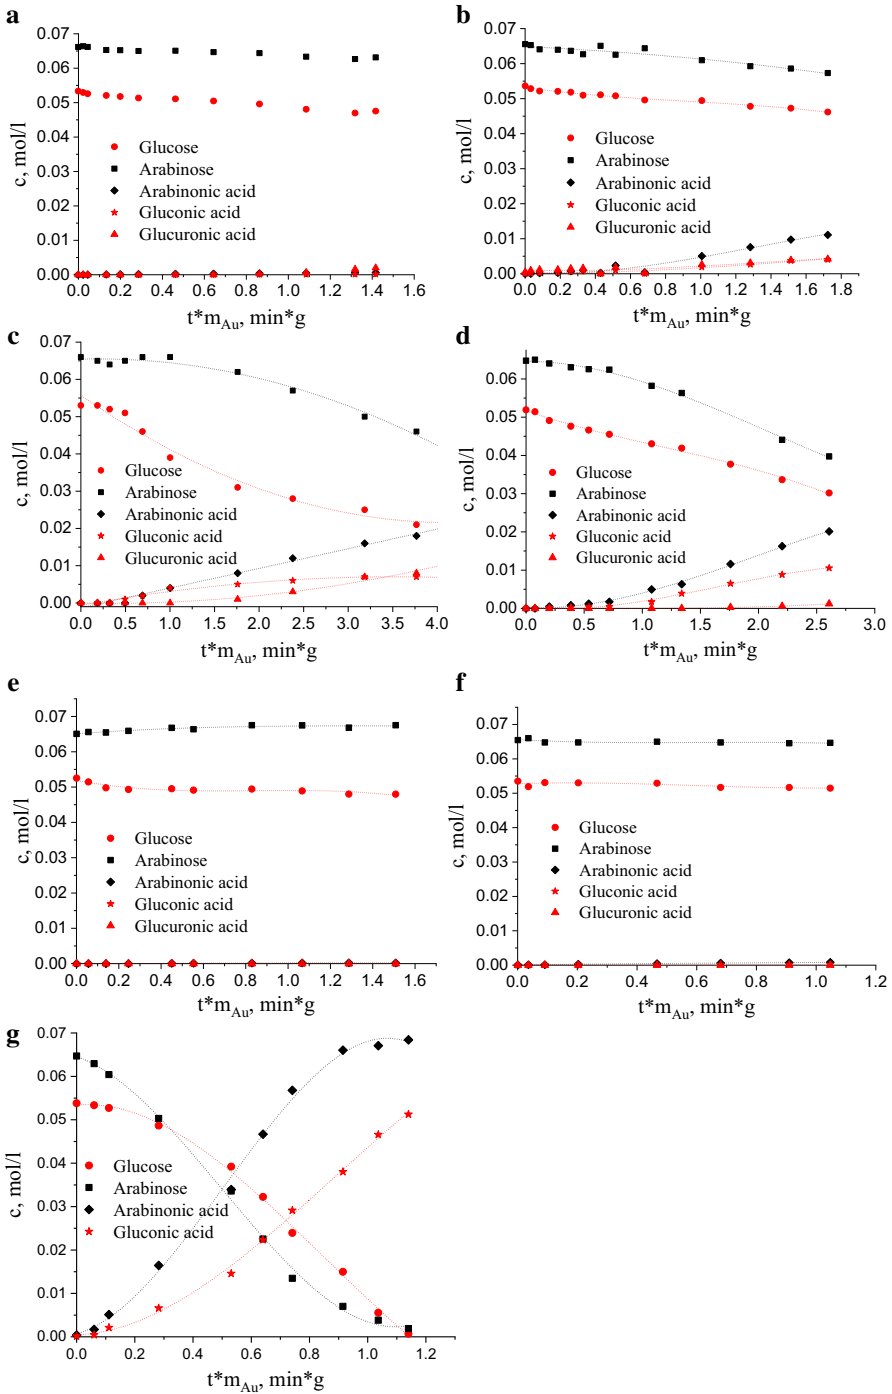 a
0.07
0.06
0.05
0.04
0.03
0.02
0.01
0.00
c, mol/l
Glucose
Arabinose
Arabinonic acid
Gluconic acid
Glucuronic acid
0.0 0.2 0.4 0.6 0.8 1.0 1.2 1.4 1.6
t*mAu, min*g
b
0.07
0.06
0.05
0.04
0.03
0.02
0.01
0.00
c, mol/l
Glucose
Arabinose
Arabinonic acid
Gluconic acid
Glucuronic acid
0.0 0.2 0.4 0.6 0.8 1.0 1.2 1.4 1.6 1.8
t*mAu, min*g
c
0.07
0.06
0.05
0.04
0.03
0.02
0.01
0.00
c, mol/l
Glucose
Arabinose
Arabinonic acid
Gluconic acid
Glucuronic acid
0.0 0.5 1.0 1.5 2.0 2.5 3.0 3.5 4.0
t*mAu, min*g
d
0.06
0.05
0.04
0.03
0.02
0.01
0.00
c, mol/l
Glucose
Arabinose
Arabinonic acid
Gluconic acid
Glucuronic acid
0.0 0.5 1.0 1.5 2.0 2.5 3.0
t*mAu, min*g
e
0.07
0.06
0.05
0.04
0.03
0.02
0.01
0.00
c, mol/l
Glucose
Arabinose
Arabinonic acid
Gluconic acid
Glucuronic acid
0.0 0.2 0.4 0.6 0.8 1.0 1.2 1.4 1.6
t*mAu, min*g
f
0.07
0.06
0.05
0.04
0.03
0.02
0.01
0.00
c, mol/l
Glucose
Arabinose
Arabinonic acid
Gluconic acid
Glucuronic acid
0.0 0.2 0.4 0.6 0.8 1.0 1.2
t*mAu, min*g
g
0.07
0.06
0.05
0.04
0.03
0.02
0.01
0.00
c, mol/l
Glucose
Arabinose
Arabinonic acid
Gluconic acid
0.0 0.2 0.4 0.6 0.8 1.0 1.2
t*mAu, min*g